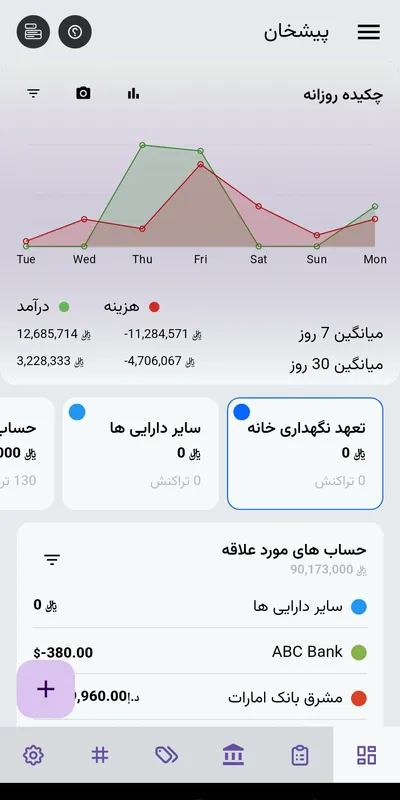 پیشخان
چکیده روزانه
Tue Wed Thu Fri Sat Sun Mon
هزینه درآمد
میانگین 7 روز -11,284,571 ﷼ 12,685,714 ﷼
میانگین 30 روز -4,706,067 ﷼ 3,228,333 ﷼
تعهد نگهداری خانه
0 ﷼
0 تراکنش
سایر دارایی ها
0 ﷼
0 تراکنش
حساب
000 ﷼
130 تر
حساب های مورد علاقه
90,173,000 ﷼
سایر دارایی ها 0 ﷼
ABC Bank $-380.00
مشرق بانک امارات 9,960.00د.إ